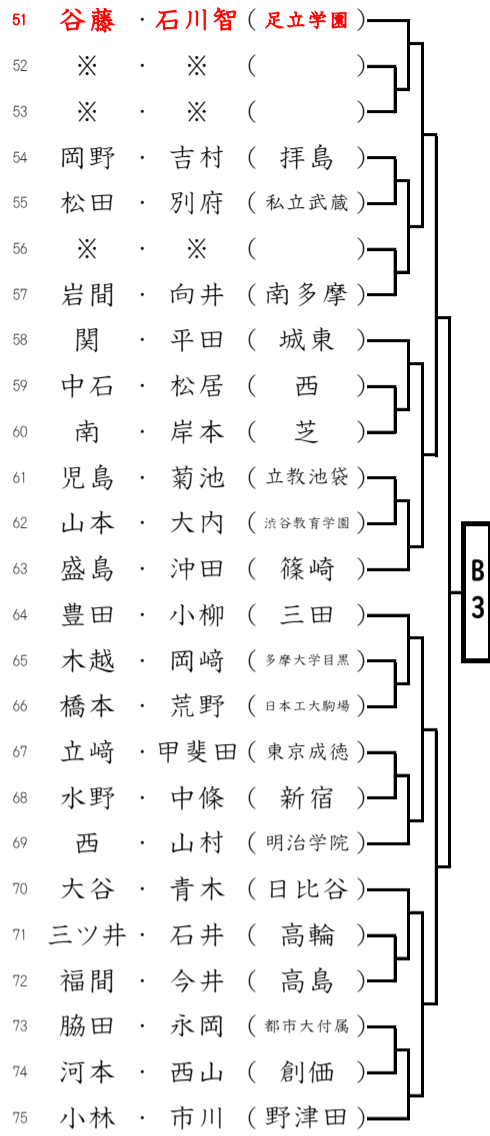 51 谷藤 ・ 石川智 ( 足立学園 )
52 ※ ・ ※ ( )
53 ※ ・ ※ ( )
54 岡野 ・ 吉村 ( 拝島 )
55 松田 ・ 別府 ( 私立武蔵 )
56 ※ ・ ※ ( )
57 岩間 ・ 向井 ( 南多摩 )
58 関 ・ 平田 ( 城東 )
59 中石 ・ 松居 ( 西 )
60 南 ・ 岸本 ( 芝 )
61 児島 ・ 菊池 ( 立教池袋 )
62 山本 ・ 大内 ( 渋谷教育学園 )
63 盛島 ・ 沖田 ( 篠崎 )
B3
64 豊田 ・ 小柳 ( 三田 )
65 木越 ・ 岡﨑 ( 多摩大学目黒 )
66 橋本 ・ 荒野 ( 日本工大駒場 )
67 立﨑 ・ 甲斐田 ( 東京成徳 )
68 水野 ・ 中條 ( 新宿 )
69 西 ・ 山村 ( 明治学院 )
70 大谷 ・ 青木 ( 日比谷 )
71 三ツ井 ・ 石井 ( 高輪 )
72 福間 ・ 今井 ( 高島 )
73 脇田 ・ 永岡 ( 都市大付属 )
74 河本 ・ 西山 ( 創価 )
75 小林 ・ 市川 ( 野津田 )